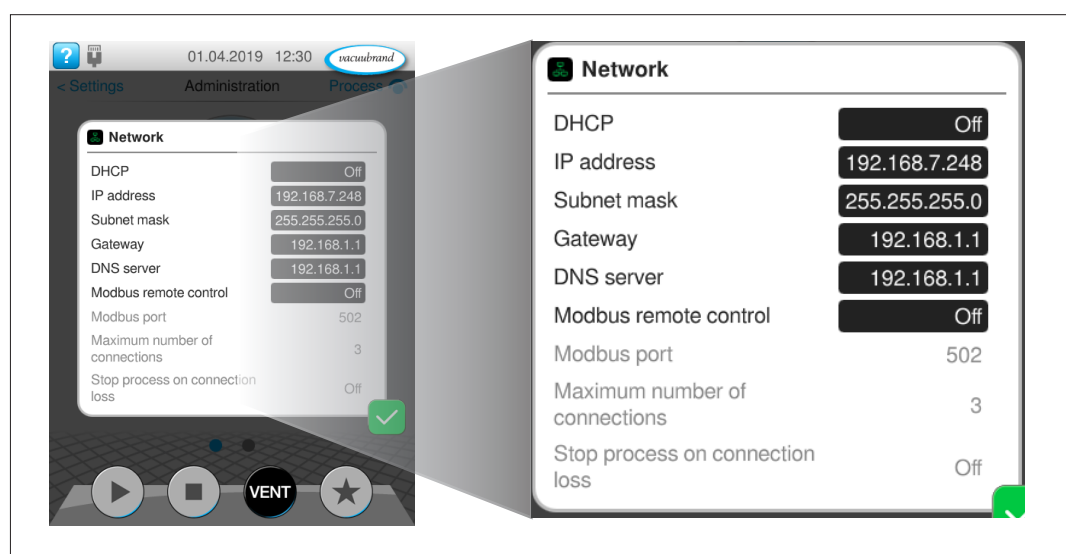 ?
01.04.2019 12:30
vacuubrand
< Settings
Administration
Process
Network
DHCP Off
IP address 192.168.7.248
Subnet mask 255.255.255.0
Gateway 192.168.1.1
DNS server 192.168.1.1
Modbus remote control Off
Modbus port 502
Maximum number of
connections 3
Stop process on connection
loss Off
VENT
Network
DHCP Off
IP address 192.168.7.248
Subnet mask 255.255.255.0
Gateway 192.168.1.1
DNS server 192.168.1.1
Modbus remote control Off
Modbus port 502
Maximum number of
connections 3
Stop process on connection
loss Off